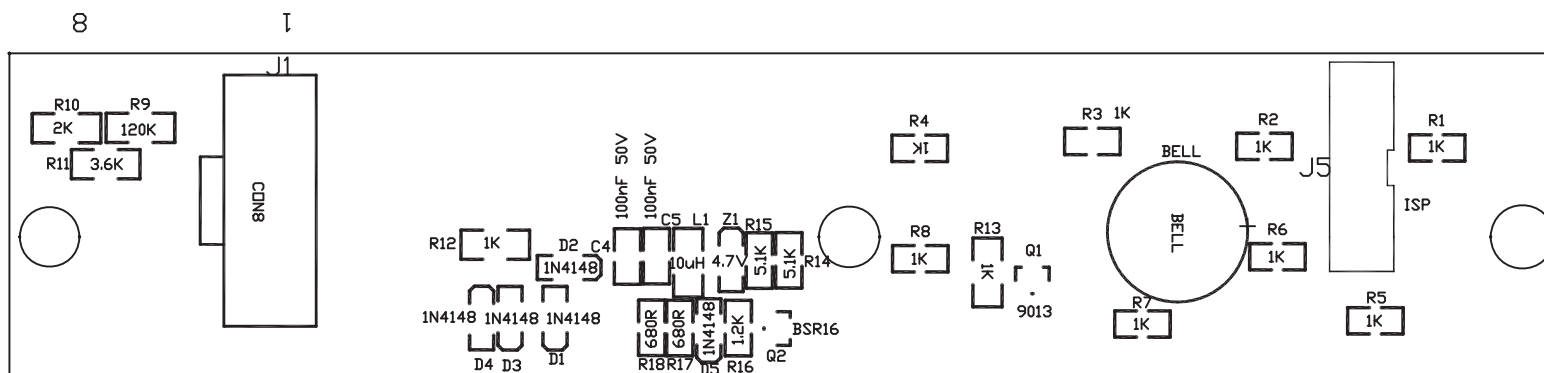 8
1
J1
R10
R9
2K
120K
R11
3.6K
CON8
R12
1K
D2
1N4148
C4
100nF 50V
100nF 50V
C5
L1
10uH
Z1
4.7V
R15
5.1K
5.1K
R14
1N4148
1N4148
1N4148
D4
D3
D1
680R
680R
1N4148
1.2K
R18
R17
D5
R16
BSR16
Q2
R4
1K
R8
1K
R13
1K
Q1
9013
R3
1K
BELL
BELL
R2
1K
R6
1K
R7
1K
J5
ISP
R1
1K
R5
1K